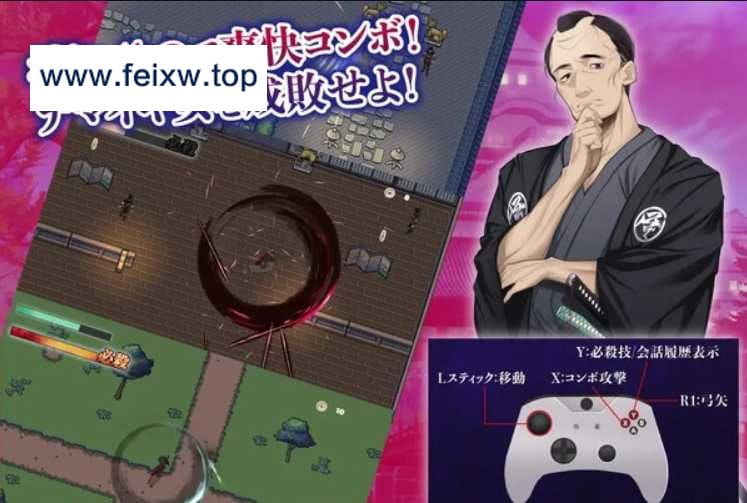 爽快コンボ!
www.feixw.top
成敗せよ!
必殺
10
Y:必殺技/会話履歴表示
Lスティック:移動
X:コンボ攻撃
R1:弓矢
Y
X
B
A